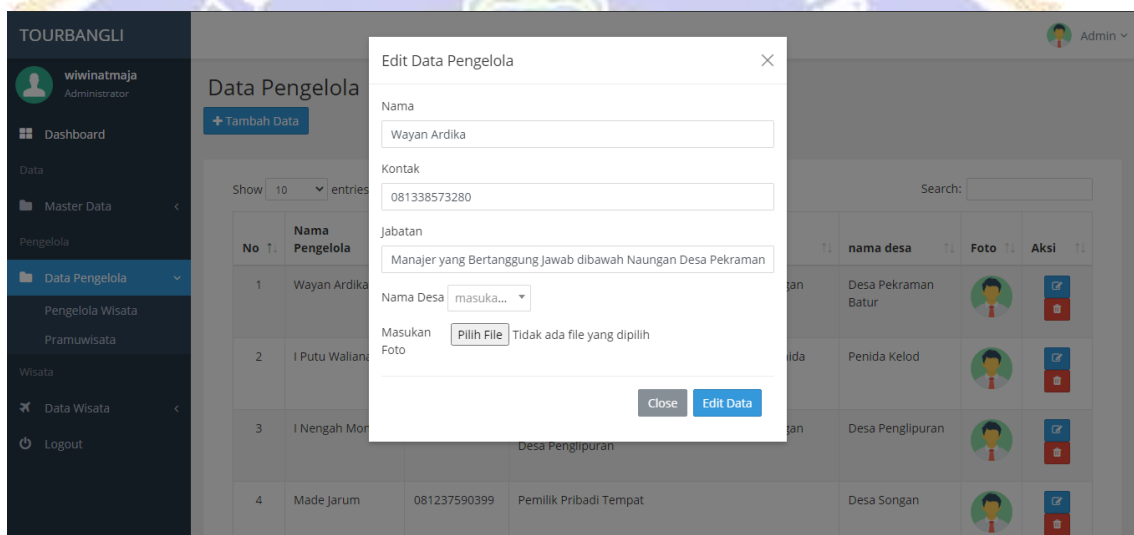 TOURBANGLI
Admin
wiwinatmaja
Administrator
Dashboard
Data
Master Data
Pengelola
Data Pengelola
Pengelola Wisata
Pramuwisata
Wisata
Data Wisata
Logout
Data Pengelola
+ Tambah Data
Show 10 entries
Search:
No
Nama Pengelola
nama desa
Foto
Aksi
1 Wayan Ardika
Desa Pekraman Batur
2 I Putu Waliana
Penida Kelod
3 I Nengah
Desa Penglipuran
Desa Penglipuran
4 Made Jarum 081237590399 Pemilik Pribadi Tempat Desa Songan
Edit Data Pengelola
Nama
Wayan Ardika
Kontak
081338573280
Jabatan
Manajer yang Bertanggung Jawab dibawah Naungan Desa Pekraman
Nama Desa masuka...
Masukan Foto
Pilih File Tidak ada file yang dipilih
Close
Edit Data